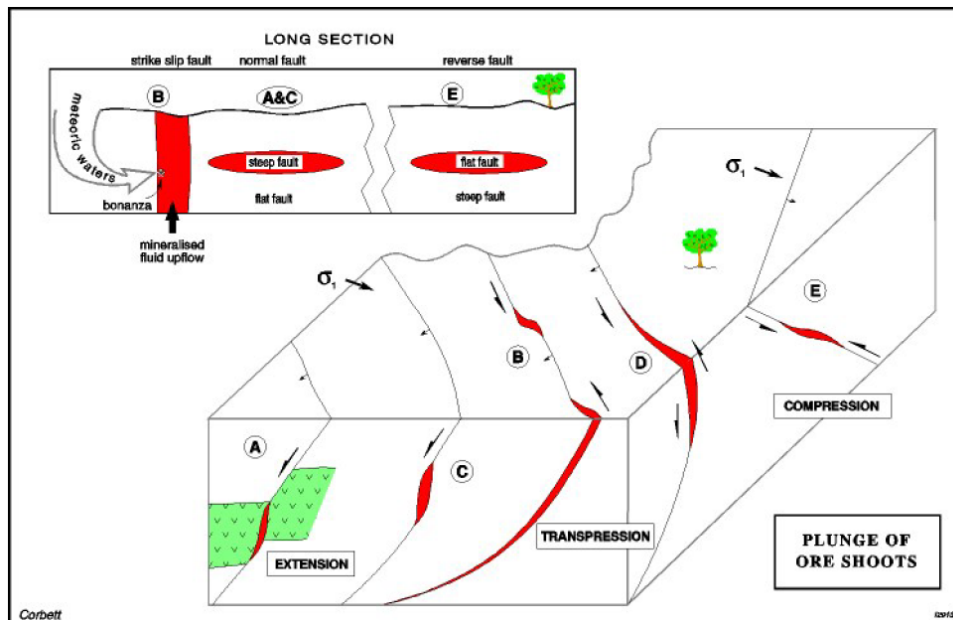 LONG SECTION
strike slip fault
normal fault
reverse fault
B
A&C
E
meteoric waters
steep fault
flat fault
flat fault
steep fault
bonanza
mineralised
fluid upflow
σ1
σ1
E
B
D
COMPRESSION
A
C
TRANSPRESSION
EXTENSION
PLUNGE OF
ORE SHOOTS
Corbett